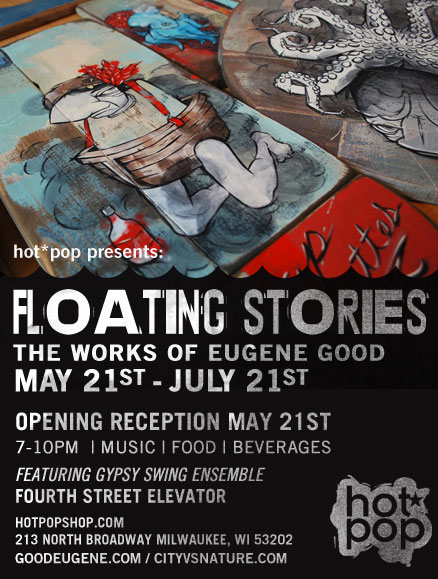 hot*pop presents:
FLOATING STORIES
THE WORKS OF EUGENE GOOD
MAY 21ST - JULY 21ST
OPENING RECEPTION MAY 21ST
7-10PM | MUSIC | FOOD | BEVERAGES
FEATURING GYPSY SWING ENSEMBLE
FOURTH STREET ELEVATOR
HOTPOPSHOP.COM
213 NORTH BROADWAY MILWAUKEE, WI 53202
GOODEUGENE.COM / CITYVSNATURE.COM
hot*
pop